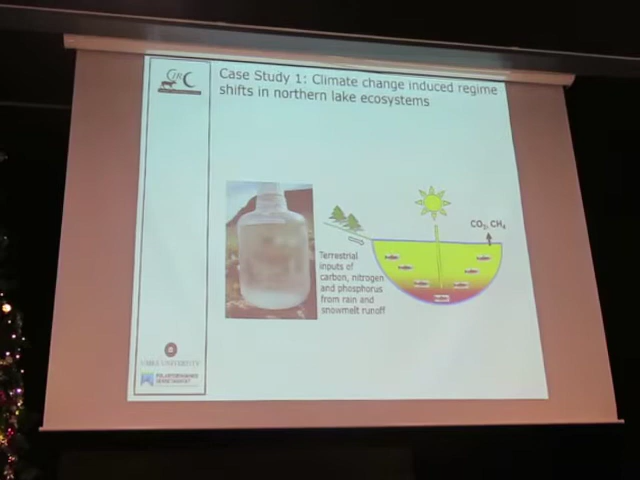 CIRC
Case Study 1: Climate change induced regime
shifts in northern lake ecosystems
CO₂, CH₄
Terrestrial
inputs of
carbon, nitrogen
and phosphorus
from rain and
snowmelt runoff
UMEÅ UNIVERSITY